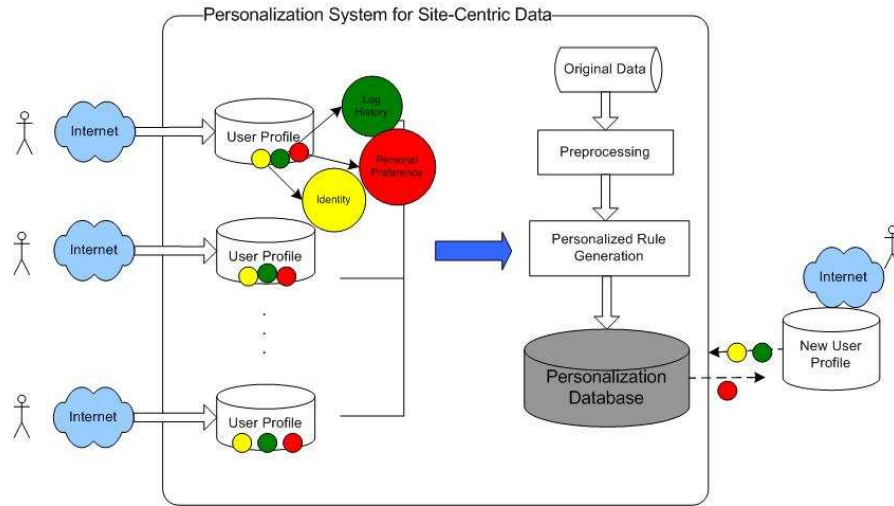 Personalization System for Site-Centric Data
Internet
User Profile
Log
History
Personal
Preference
Identity
Internet
User Profile
Internet
User Profile
Original Data
Preprocessing
Personalized Rule
Generation
Personalization
Database
Internet
New User
Profile